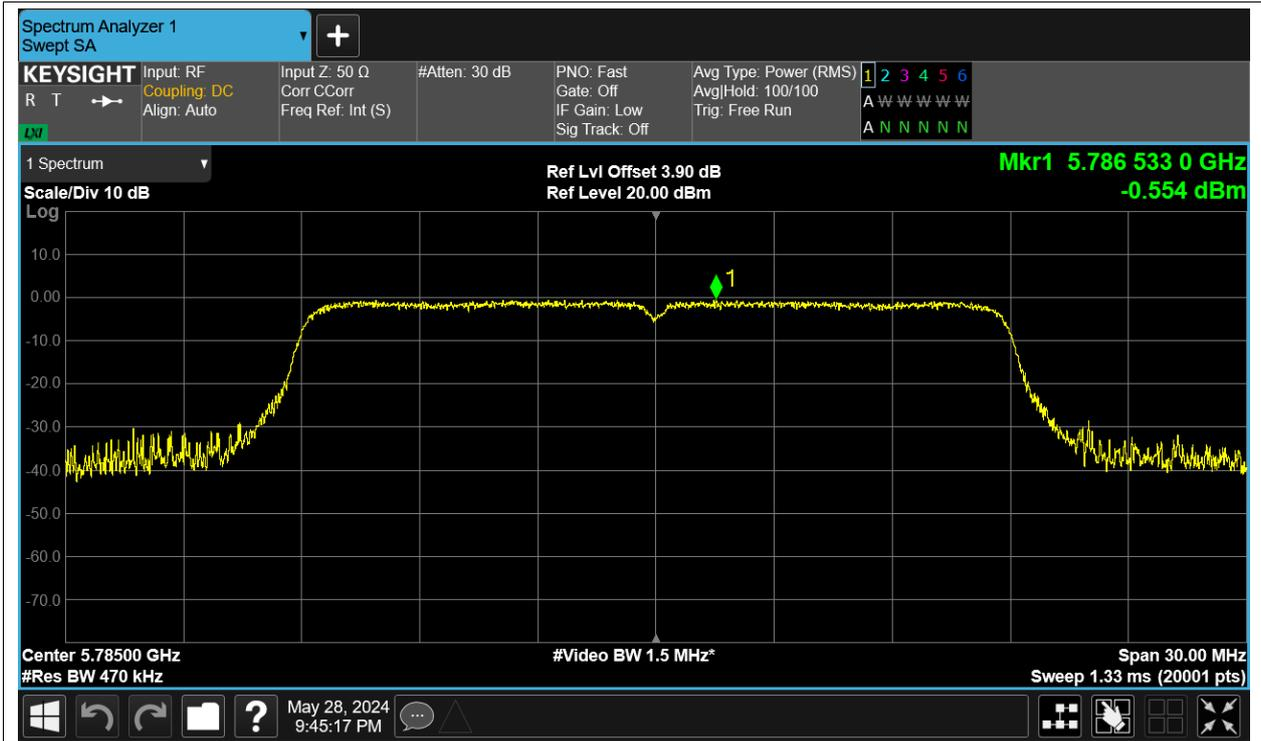 Spectrum Analyzer 1
Swept SA
+
KEYSIGHT
R T
LXI
Input: RF
Coupling: DC
Align: Auto
Input Z: 50 Ω
Corr CCorr
Freq Ref: Int (S)
#Atten: 30 dB
PNO: Fast
Gate: Off
IF Gain: Low
Sig Track: Off
Avg Type: Power (RMS)
Avg|Hold: 100/100
Trig: Free Run
1 2 3 4 5 6
A W W W W W
A N N N N N
1 Spectrum
Scale/Div 10 dB
Ref Lvl Offset 3.90 dB
Ref Level 20.00 dBm
Mkr1 5.786 533 0 GHz
-0.554 dBm
Log
10.0
0.00
-10.0
-20.0
-30.0
-40.0
-50.0
-60.0
-70.0
1
Center 5.78500 GHz
#Res BW 470 kHz
#Video BW 1.5 MHz*
Span 30.00 MHz
Sweep 1.33 ms (20001 pts)
?
May 28, 2024
9:45:17 PM